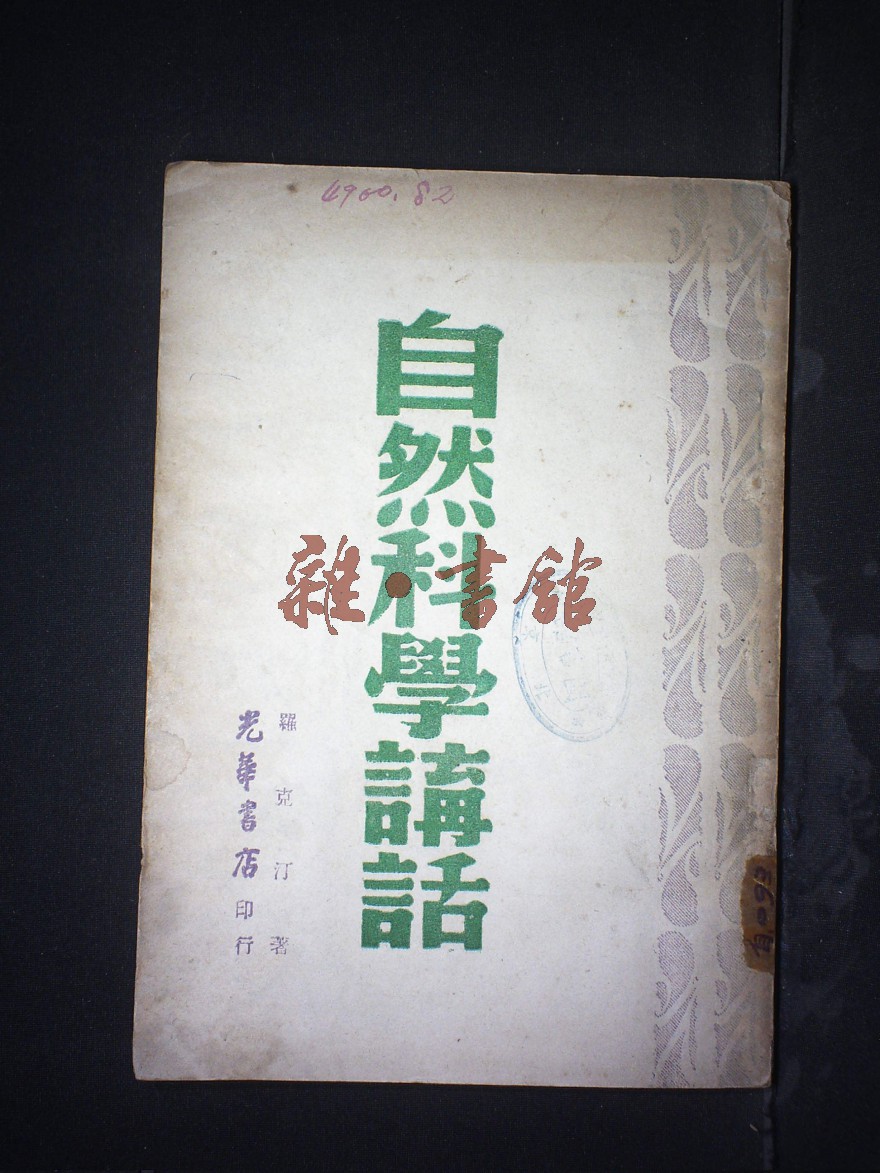 4900.82
自然科學講話
羅克汀著
光華書店印行
雜·書館